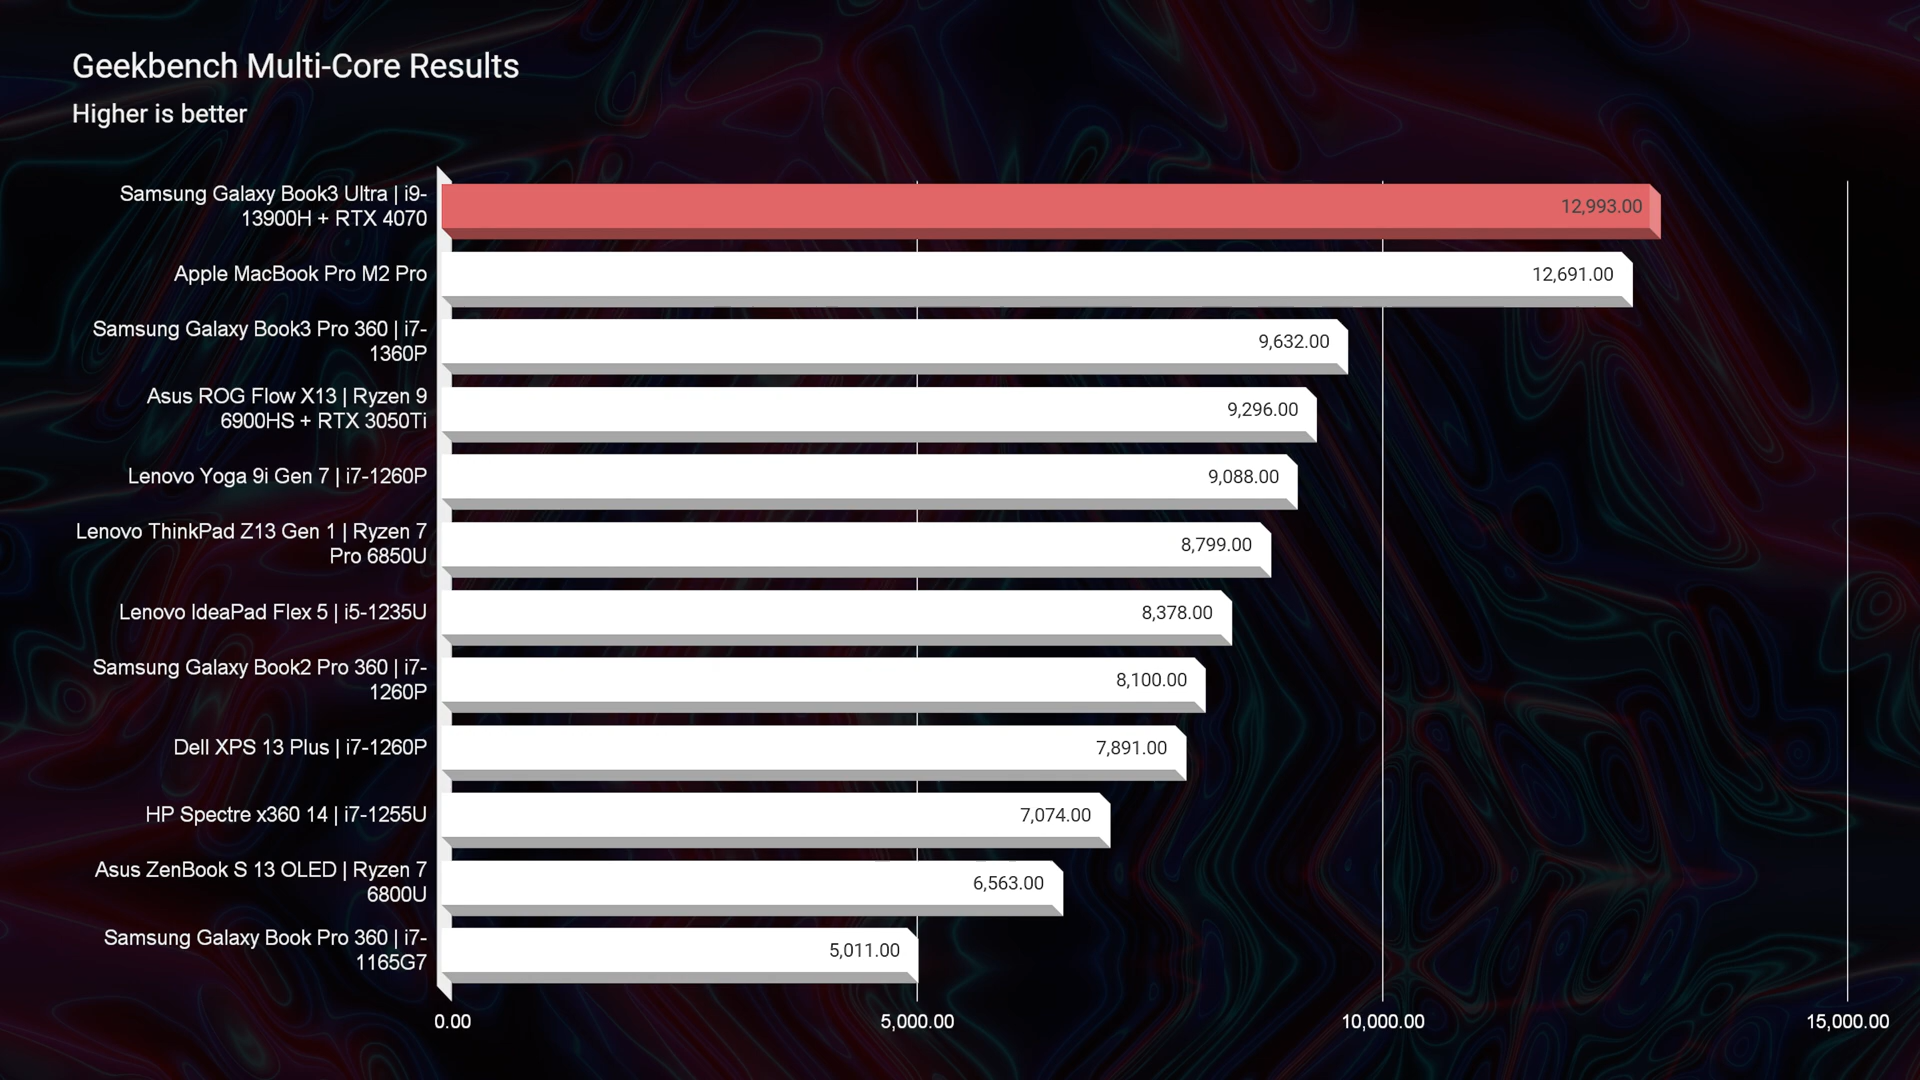 Geekbench Multi-Core Results
Higher is better
Samsung Galaxy Book3 Ultra | i9-
13900H + RTX 4070
12,993.00
Apple MacBook Pro M2 Pro
12,691.00
Samsung Galaxy Book3 Pro 360 | i7-
1360P
9,632.00
Asus ROG Flow X13 | Ryzen 9
6900HS + RTX 3050Ti
9,296.00
Lenovo Yoga 9i Gen 7 | i7-1260P
9,088.00
Lenovo ThinkPad Z13 Gen 1 | Ryzen 7
Pro 6850U
8,799.00
Lenovo IdeaPad Flex 5 | i5-1235U
8,378.00
Samsung Galaxy Book2 Pro 360 | i7-
1260P
8,100.00
Dell XPS 13 Plus | i7-1260P
7,891.00
HP Spectre x360 14 | i7-1255U
7,074.00
Asus ZenBook S 13 OLED | Ryzen 7
6800U
6,563.00
Samsung Galaxy Book Pro 360 | i7-
1165G7
5,011.00
0.00
5,000.00
10,000.00
15,000.00